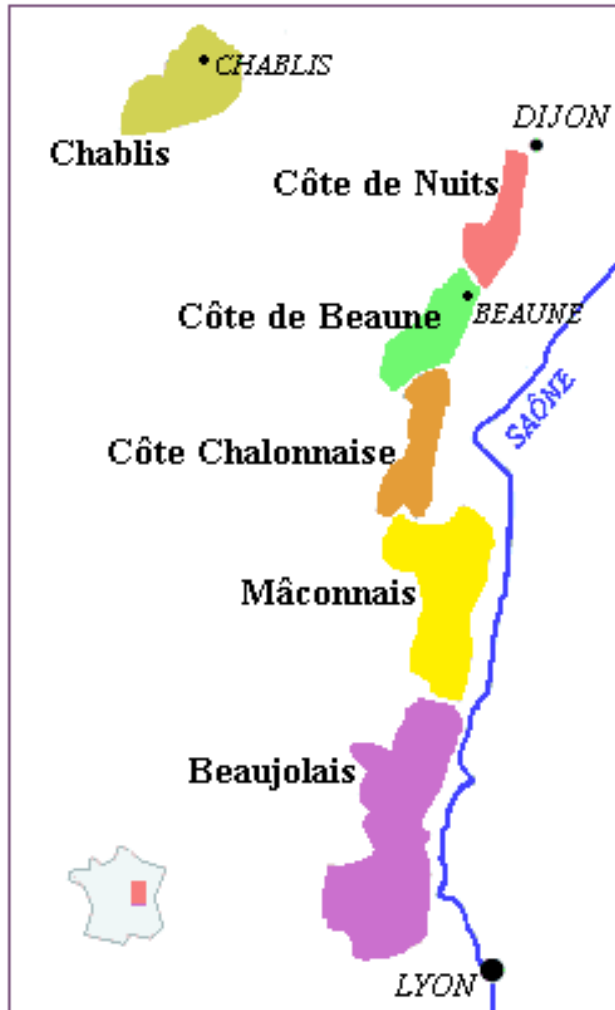 CHABLIS
Chablis
DIJON
Côte de Nuits
Côte de Beaune
BEAUNE
SAÔNE
Côte Chalonnaise
Mâconnais
Beaujolais
LYON